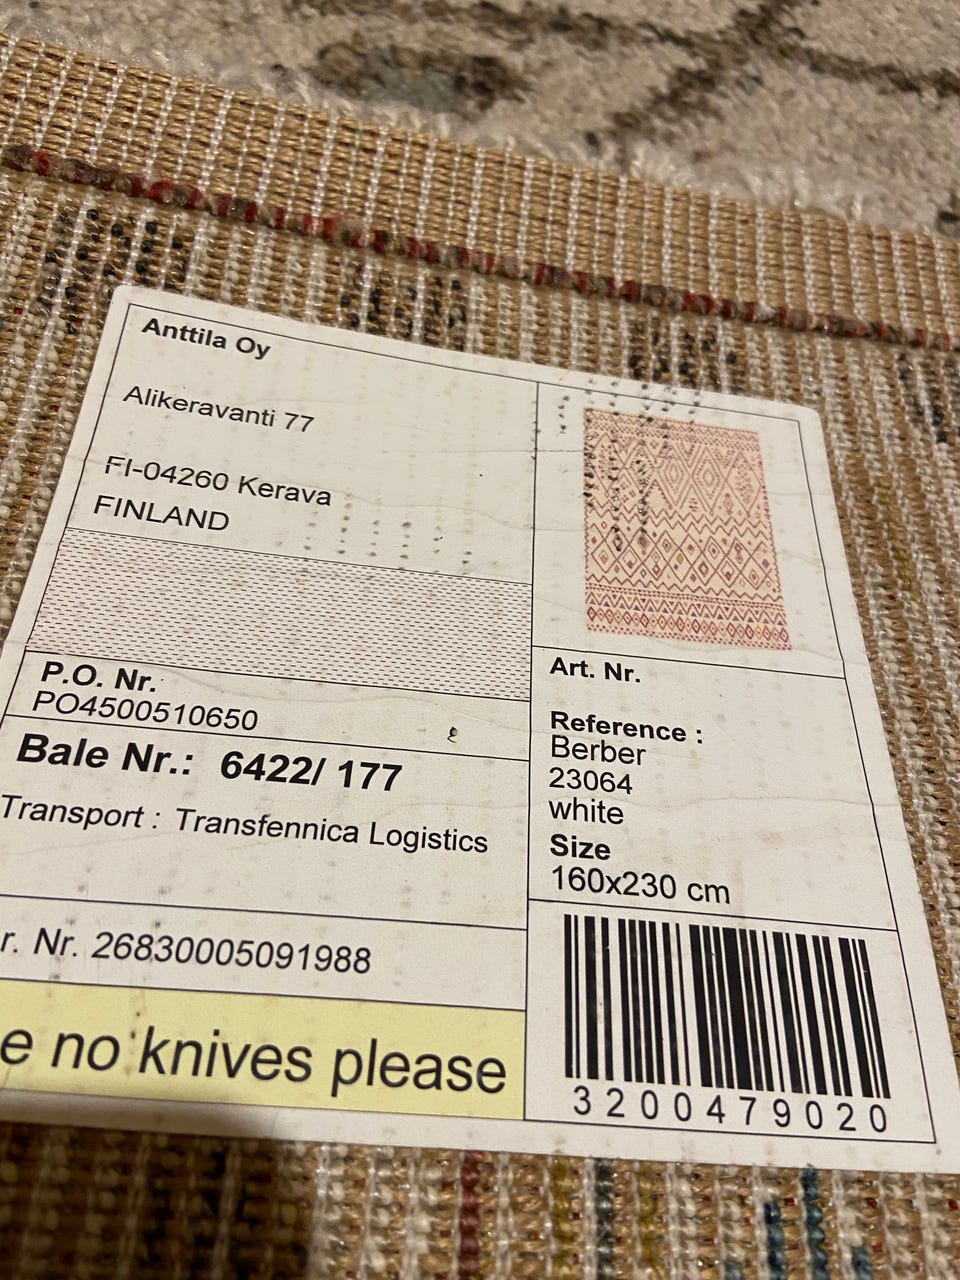 Anttila Oy
Alikeravanti 77
FI-04260 Kerava
FINLAND
P.O. Nr.
PO4500510650
Bale Nr.: 6422/ 177
Transport : Transfennica Logistics
r. Nr. 26830005091988
e no knives please
Art. Nr.
Reference :
Berber
23064
white
Size
160x230 cm
3200479020